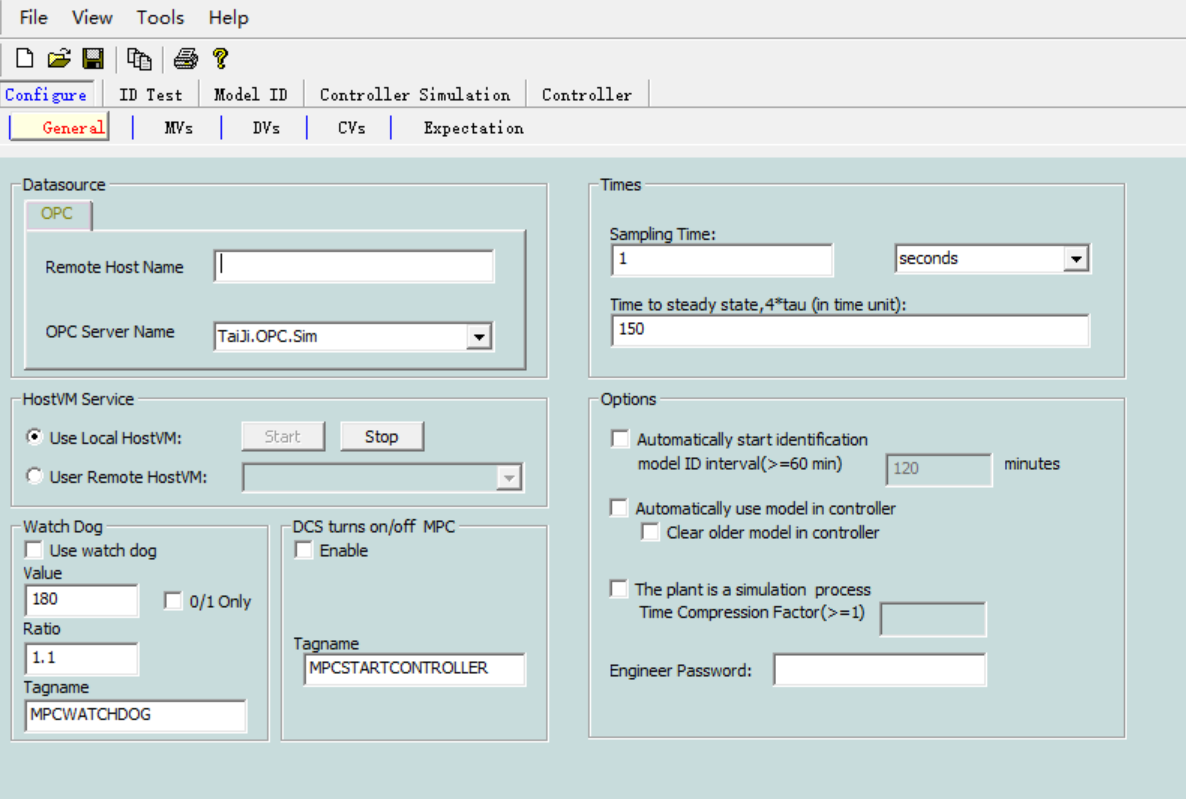 File View Tools Help
Configure ID Test Model ID Controller Simulation Controller
General MVs DVs CVs Expectation
Datasource
OPC
Remote Host Name
OPC Server Name TaiJi.OPC.Sim
HostVM Service
Use Local HostVM: Start Stop
User Remote HostVM:
Watch Dog
Use watch dog
Value
180 0/1 Only
Ratio
1.1
Tagname
MPCWATCHDOG
DCS turns on/off MPC
Enable
Tagname
MPCSTARTCONTROLLER
Times
Sampling Time:
1 seconds
Time to steady state,4*tau (in time unit):
150
Options
Automatically start identification
model ID interval(>=60 min) 120 minutes
Automatically use model in controller
Clear older model in controller
The plant is a simulation process
Time Compression Factor(>=1)
Engineer Password: